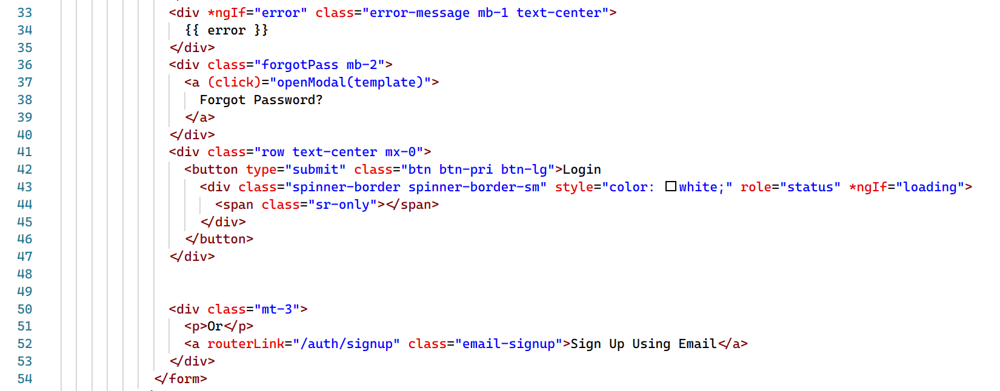 33 <div *ngIf="error" class="error-message mb-1 text-center">
34 {{ error }}
35 </div>
36 <div class="forgotPass mb-2">
37 <a (click)="openModal(template)">
38 Forgot Password?
39 </a>
40 </div>
41 <div class="row text-center mx-0">
42 <button type="submit" class="btn btn-pri btn-lg">Login
43 <div class="spinner-border spinner-border-sm" style="color: white;" role="status" *ngIf="loading">
44 <span class="sr-only"></span>
45 </div>
46 </button>
47 </div>
48
49
50 <div class="mt-3">
51 <p>Or</p>
52 <a routerLink="/auth/signup" class="email-signup">Sign Up Using Email</a>
53 </div>
54 </form>